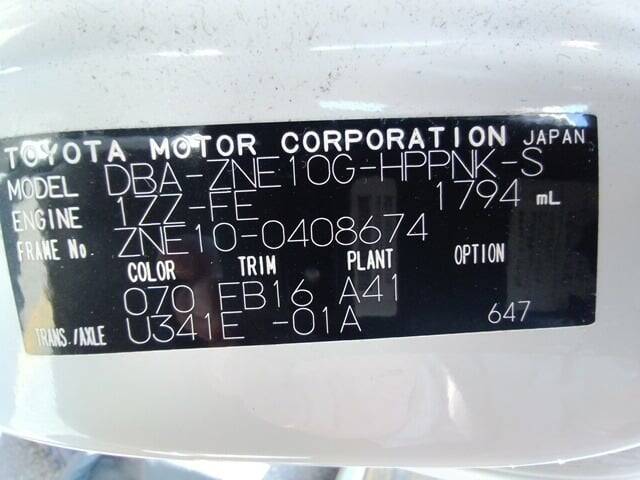 TOYOTA MOTOR CORPORATION JAPAN
MODEL DBA-ZNE10G-HPPNK-S
ENGINE 1ZZ-FE 1794 mL
FRAME No ZNE10-0408674
COLOR TRIM PLANT OPTION
070 FB16 A41
TRANS./AXLE U341E -01A 647